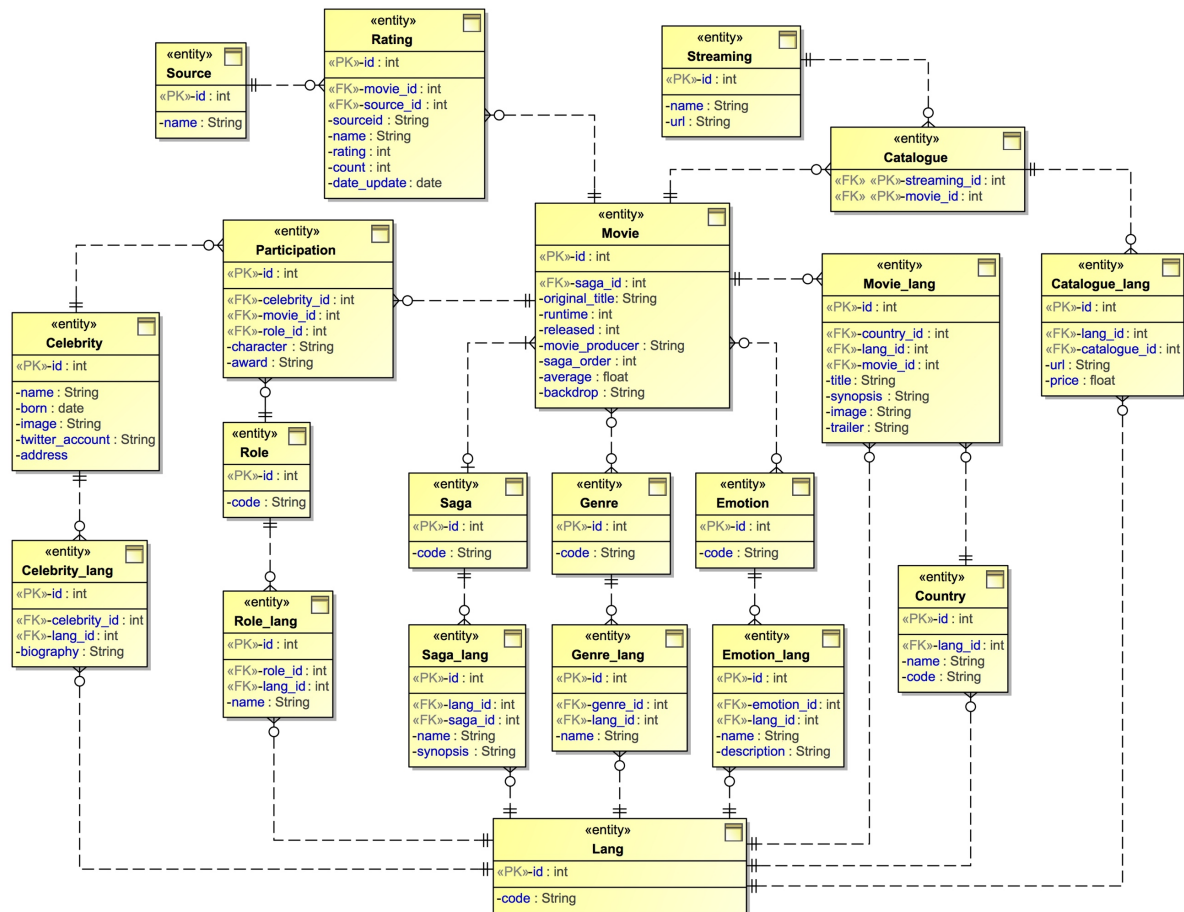 «entity»
Source
«PK»-id : int
-name : String
«entity»
Rating
«PK»-id : int
«FK»-movie_id : int
«FK»-source_id : int
-sourceid : String
-name : String
-rating : int
-count : int
-date_update : date
«entity»
Streaming
«PK»-id : int
-name : String
-url : String
«entity»
Catalogue
«FK» «PK»-streaming_id : int
«FK» «PK»-movie_id : int
«entity»
Participation
«PK»-id : int
«FK»-celebrity_id : int
«FK»-movie_id : int
«FK»-role_id : int
-character : String
-award : String
«entity»
Movie
«PK»-id : int
«FK»-saga_id : int
-original_title : String
-runtime : int
-released : int
-movie_producer : String
-saga_order : int
-average : float
-backdrop : String
«entity»
Movie_lang
«PK»-id : int
«FK»-country_id : int
«FK»-lang_id : int
«FK»-movie_id : int
-title : String
-synopsis : String
-image : String
-trailer : String
«entity»
Catalogue_lang
«PK»-id : int
«FK»-lang_id : int
«FK»-catalogue_id : int
-url : String
-price : float
«entity»
Celebrity
«PK»-id : int
-name : String
-born : date
-image : String
-twitter_account : String
-address
«entity»
Role
«PK»-id : int
-code : String
«entity»
Saga
«PK»-id : int
-code : String
«entity»
Genre
«PK»-id : int
-code : String
«entity»
Emotion
«PK»-id : int
-code : String
«entity»
Celebrity_lang
«PK»-id : int
«FK»-celebrity_id : int
«FK»-lang_id : int
-biography : String
«entity»
Role_lang
«PK»-id : int
«FK»-role_id : int
«FK»-lang_id : int
-name : String
«entity»
Saga_lang
«PK»-id : int
«FK»-lang_id : int
«FK»-saga_id : int
-name : String
-synopsis : String
«entity»
Genre_lang
«PK»-id : int
«FK»-genre_id : int
«FK»-lang_id : int
-name : String
«entity»
Emotion_lang
«PK»-id : int
«FK»-emotion_id : int
«FK»-lang_id : int
-name : String
-description : String
«entity»
Country
«PK»-id : int
«FK»-lang_id : int
-name : String
-code : String
«entity»
Lang
«PK»-id : int
-code : String